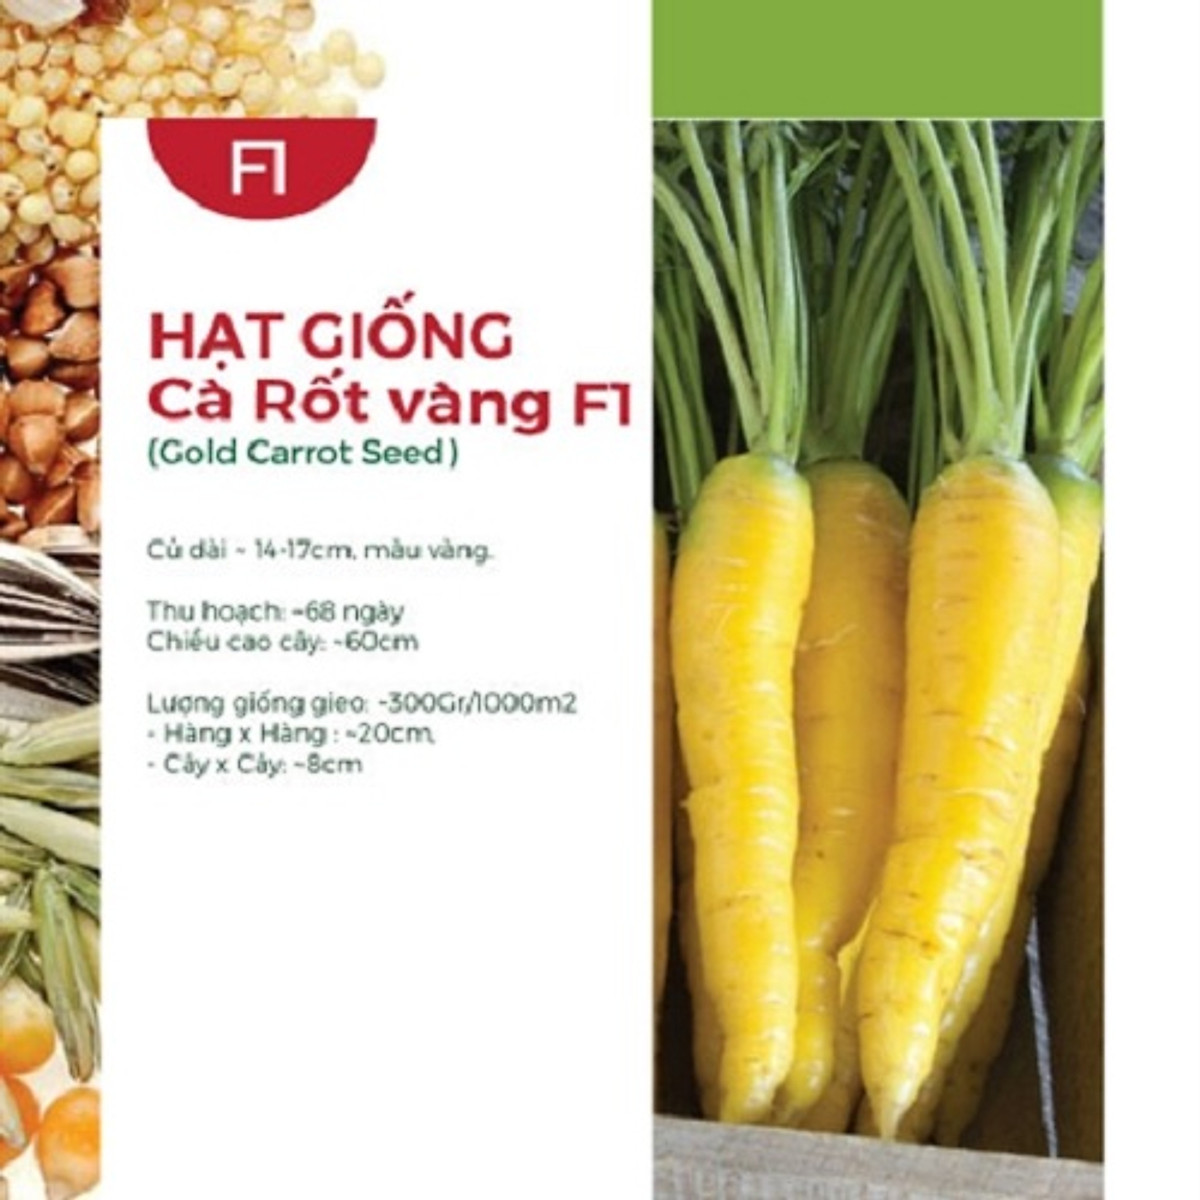 F1
HẠT GIỐNG
Cà Rốt vàng F1
(Gold Carrot Seed)
Củ dài ~ 14-17cm, màu vàng.
Thu hoạch: ~68 ngày
Chiều cao cây: ~60cm
Lượng giống gieo: ~300Gr/1000m2
- Hàng x Hàng : ~20cm,
- Cây x Cây: ~8cm